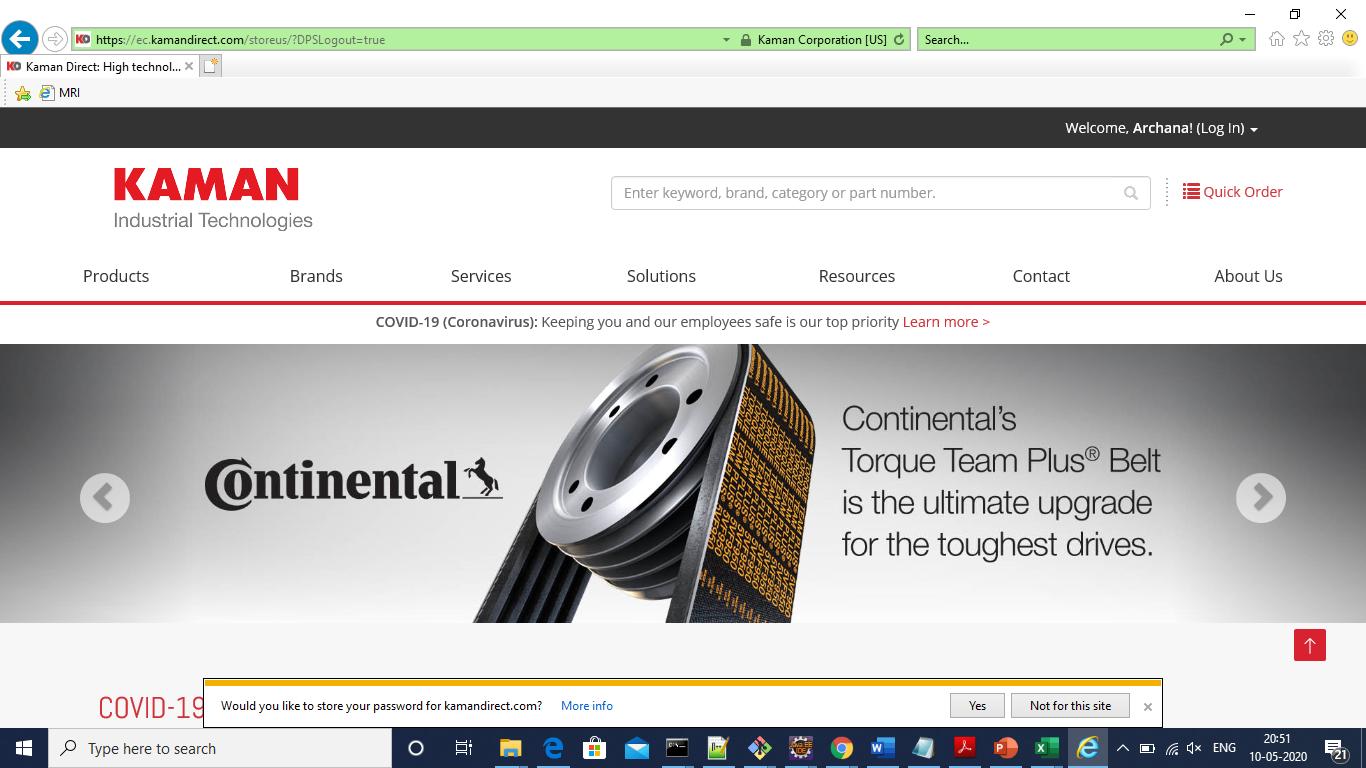 https://ec.kamandirect.com/storeus/?DPSLogout=true
Kaman Corporation [US]
Search...
Kaman Direct: High technol...
MRI
Welcome, Archana! (Log In)
KAMAN
Industrial Technologies
Enter keyword, brand, category or part number.
Quick Order
Products Brands Services Solutions Resources Contact About Us
COVID-19 (Coronavirus): Keeping you and our employees safe is our top priority Learn more >
Continental
Continental's
Torque Team Plus® Belt
is the ultimate upgrade
for the toughest drives.
COVID-19
Would you like to store your password for kamandirect.com? More info Yes Not for this site
Type here to search
ENG
20:51
10-05-2020
21